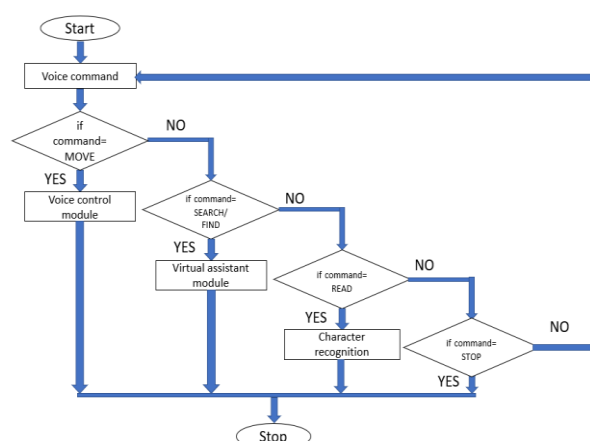 Start
Voice command
if
command=
MOVE
NO
YES
Voice control
module
if command=
SEARCH/
FIND
NO
YES
Virtual assistant
module
if command=
READ
NO
YES
Character
recognition
if command=
STOP
NO
YES
Stop